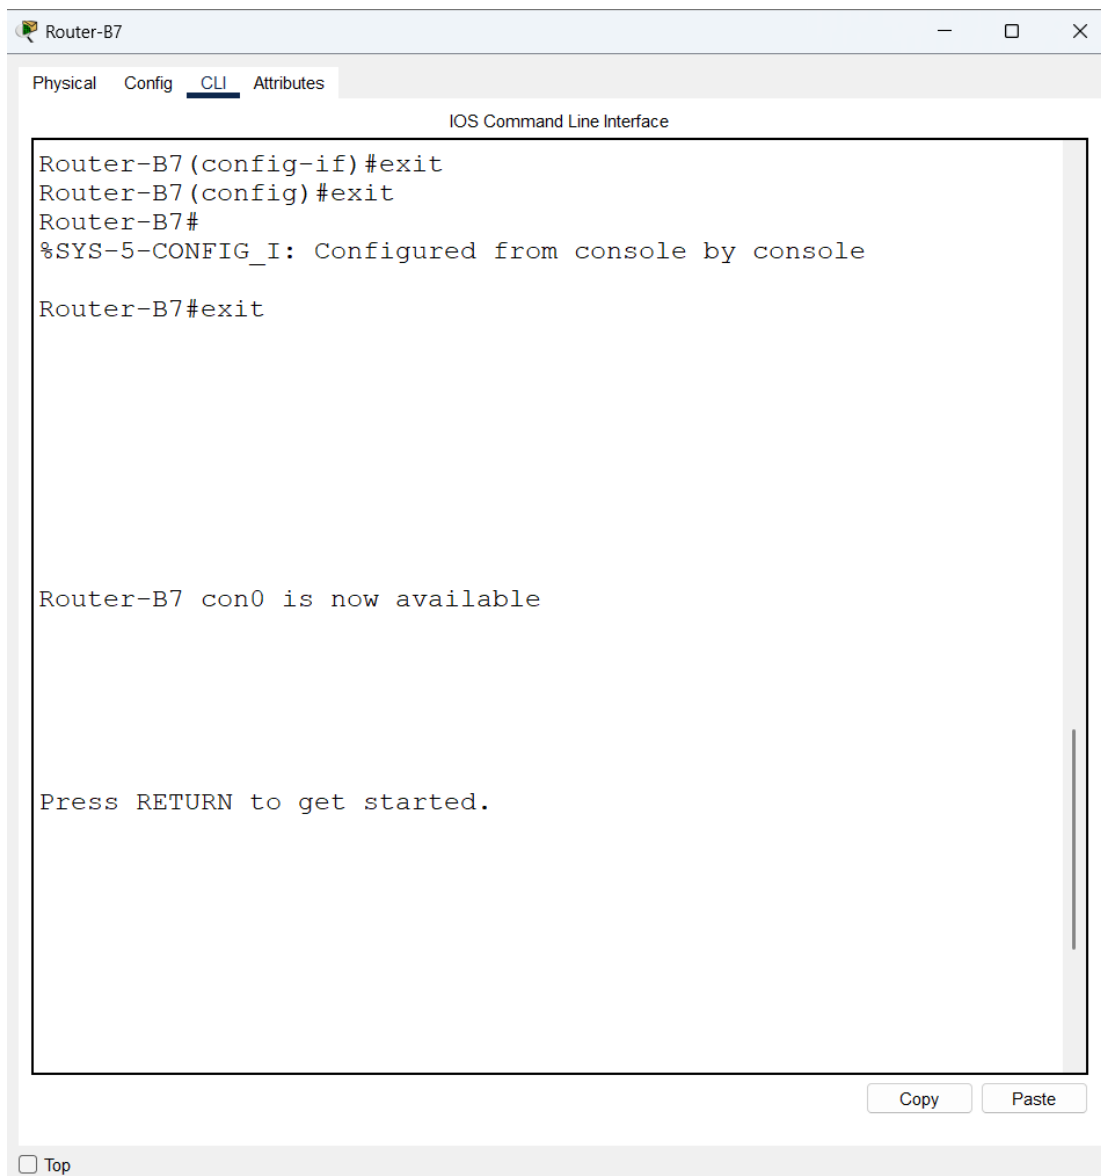 Router-B7
Physical Config CLI Attributes
IOS Command Line Interface
Router-B7(config-if)#exit
Router-B7(config)#exit
Router-B7#
%SYS-5-CONFIG_I: Configured from console by console
Router-B7#exit
Router-B7 con0 is now available
Press RETURN to get started.
Copy Paste
Top